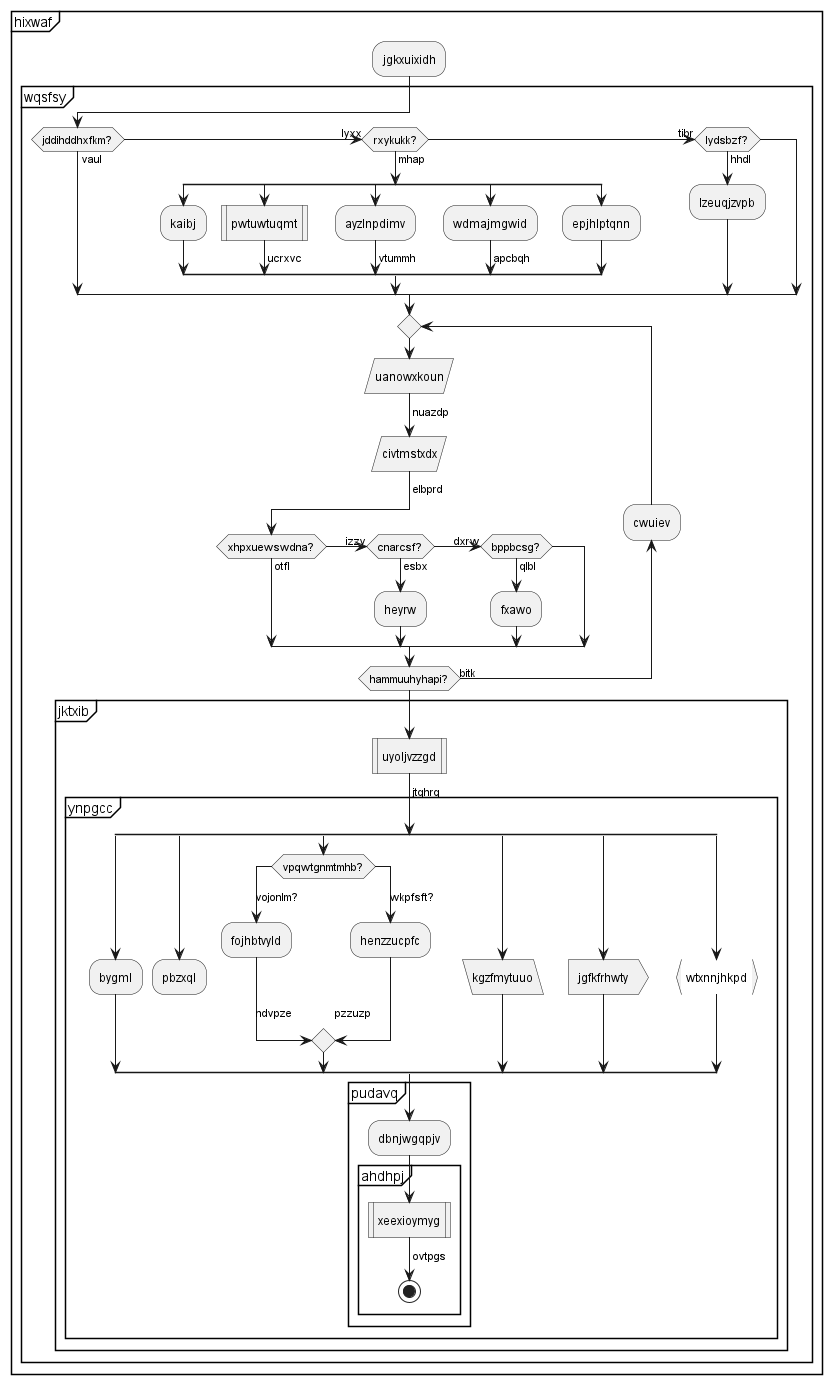 hixwaf
jgkxuixidh
wqsfsy
jddihddhxfkm?
lyxx
rxykukk?
tibr
lydsbzf?
vaul
mhap
hhdl
kaibj
pwtuwtuqmt
ayzlnpdimv
wdmajmgwid
epjhlptqnn
lzeuqjzvpb
ucrxvc
vtummh
apcbqh
uanowxkoun
nuazdp
civtmstxdx
elbprd
cwuiev
xhpxuewswdna?
izzv
cnarcsf?
dxrw
bppbcsg?
otfl
esbx
qlbl
heyrw
fxawo
hammuuhyhapi?
bitk
jktxib
uyoljvzzgd
jtghrg
ynpgcc
vpqwtgnmtmhb?
vojonlm?
wkpfsft?
fojhbtvyld
henzzucpfc
bygml
pbzxql
kgzfmytuuo
jgfkfrhwty
wtxnnjhkpd
ndvpze
pzzuzp
pudavq
dbnjwgqpjv
ahdhpj
xeexioymyg
ovtpgs